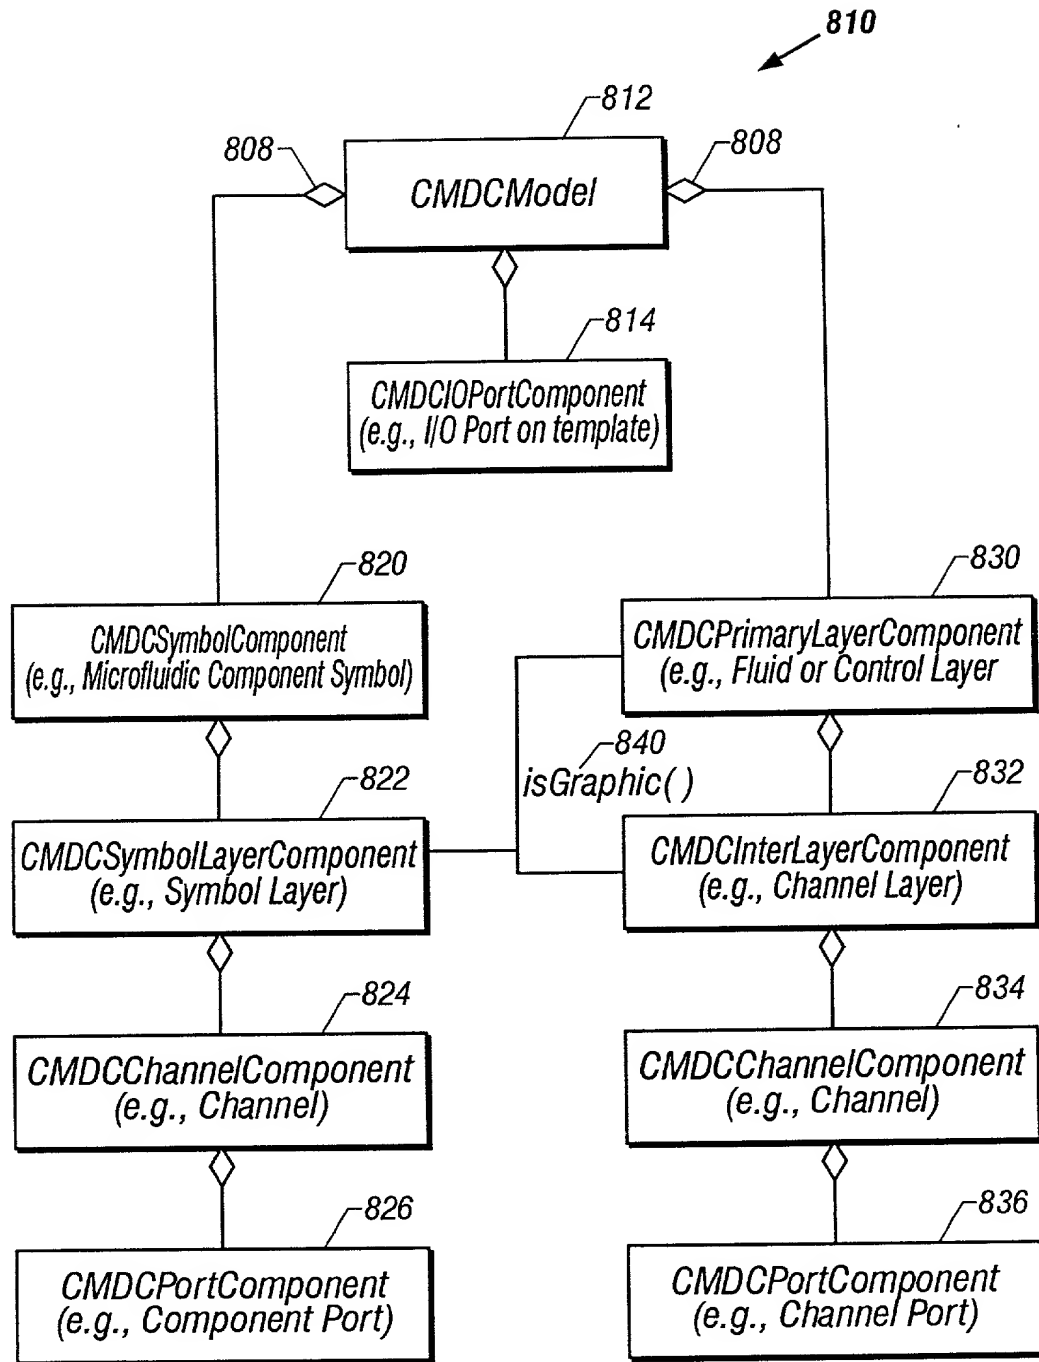 810
812
808
808
CMDCModel
814
CMDCIOPortComponent
(e.g., I/O Port on template)
820
830
CMDCSymbolComponent
(e.g., Microfluidic Component Symbol)
CMDCPrimaryLayerComponent
(e.g., Fluid or Control Layer
840
isGraphic( )
822
832
CMDCSymbolLayerComponent
(e.g., Symbol Layer)
CMDCInterLayerComponent
(e.g., Channel Layer)
824
834
CMDCChannelComponent
(e.g., Channel)
CMDCChannelComponent
(e.g., Channel)
826
836
CMDCPortComponent
(e.g., Component Port)
CMDCPortComponent
(e.g., Channel Port)